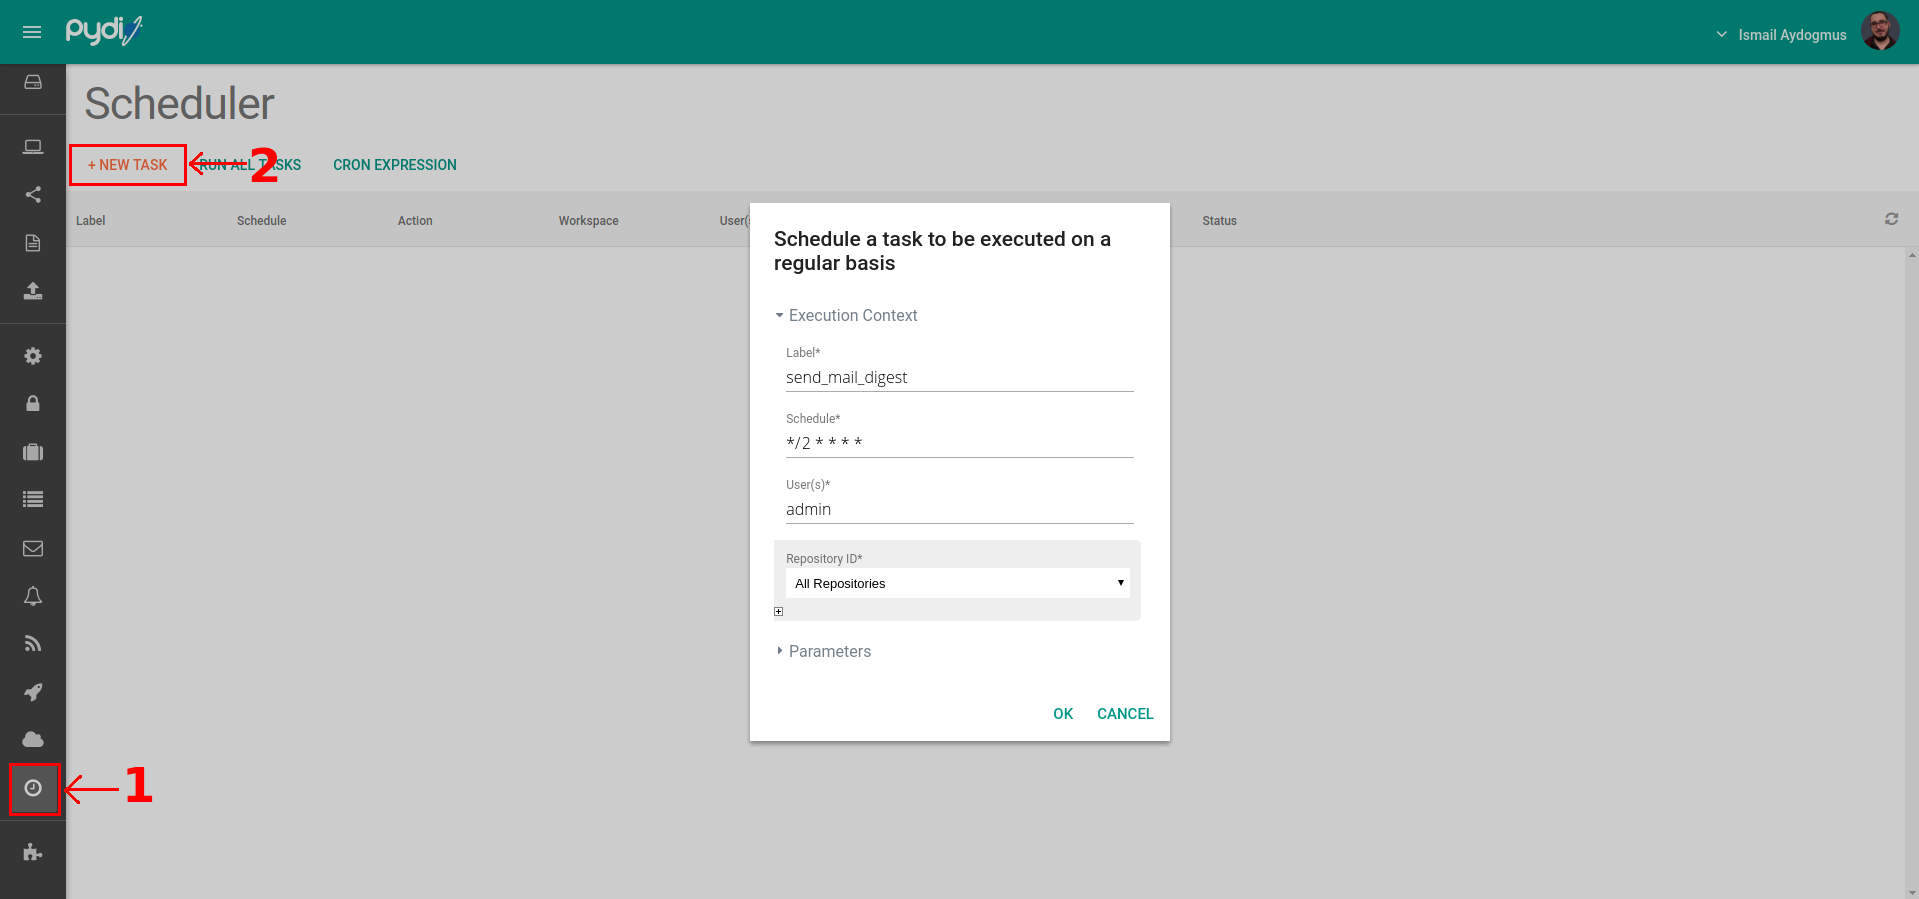 pydi
Ismail Aydogmus
Scheduler
+ NEW TASK
2
RUN ALL TASKS
CRON EXPRESSION
Label
Schedule
Action
Workspace
Status
Schedule a task to be executed on a
regular basis
Execution Context
Label*
send_mail_digest
Schedule*
*/2 * * * *
User(s)*
admin
Repository ID*
All Repositories
Parameters
OK
CANCEL
1